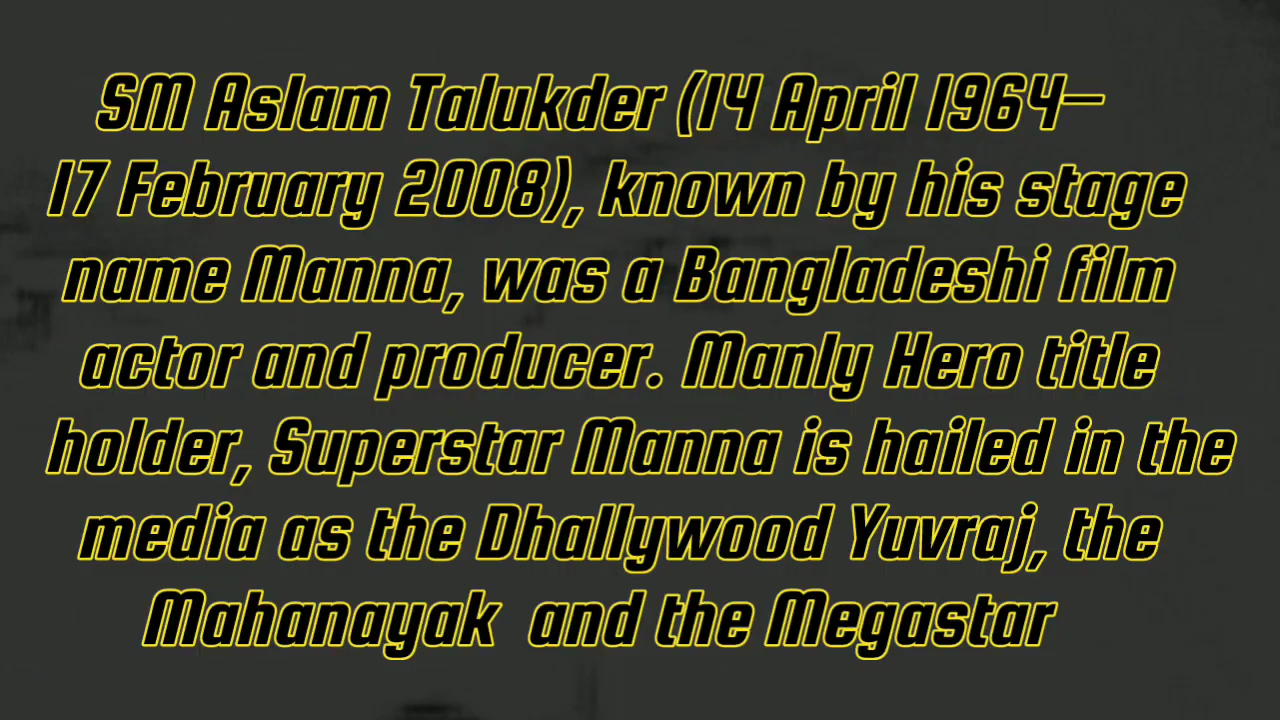 SM Aslam Talukder (14 April 1964–
17 February 2008), known by his stage
name Manna, was a Bangladeshi film
actor and producer. Manly Hero title
holder, Superstar Manna is hailed in the
media as the Dhallywood Yuvraj, the
Mahanayak and the Megastar